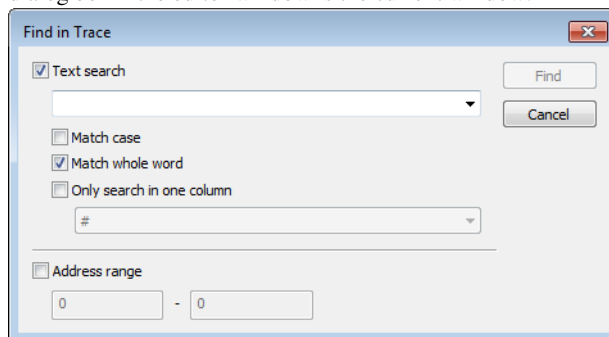 Find in Trace
Text search
Find
Cancel
Match case
Match whole word
Only search in one column
#
Address range
0 - 0